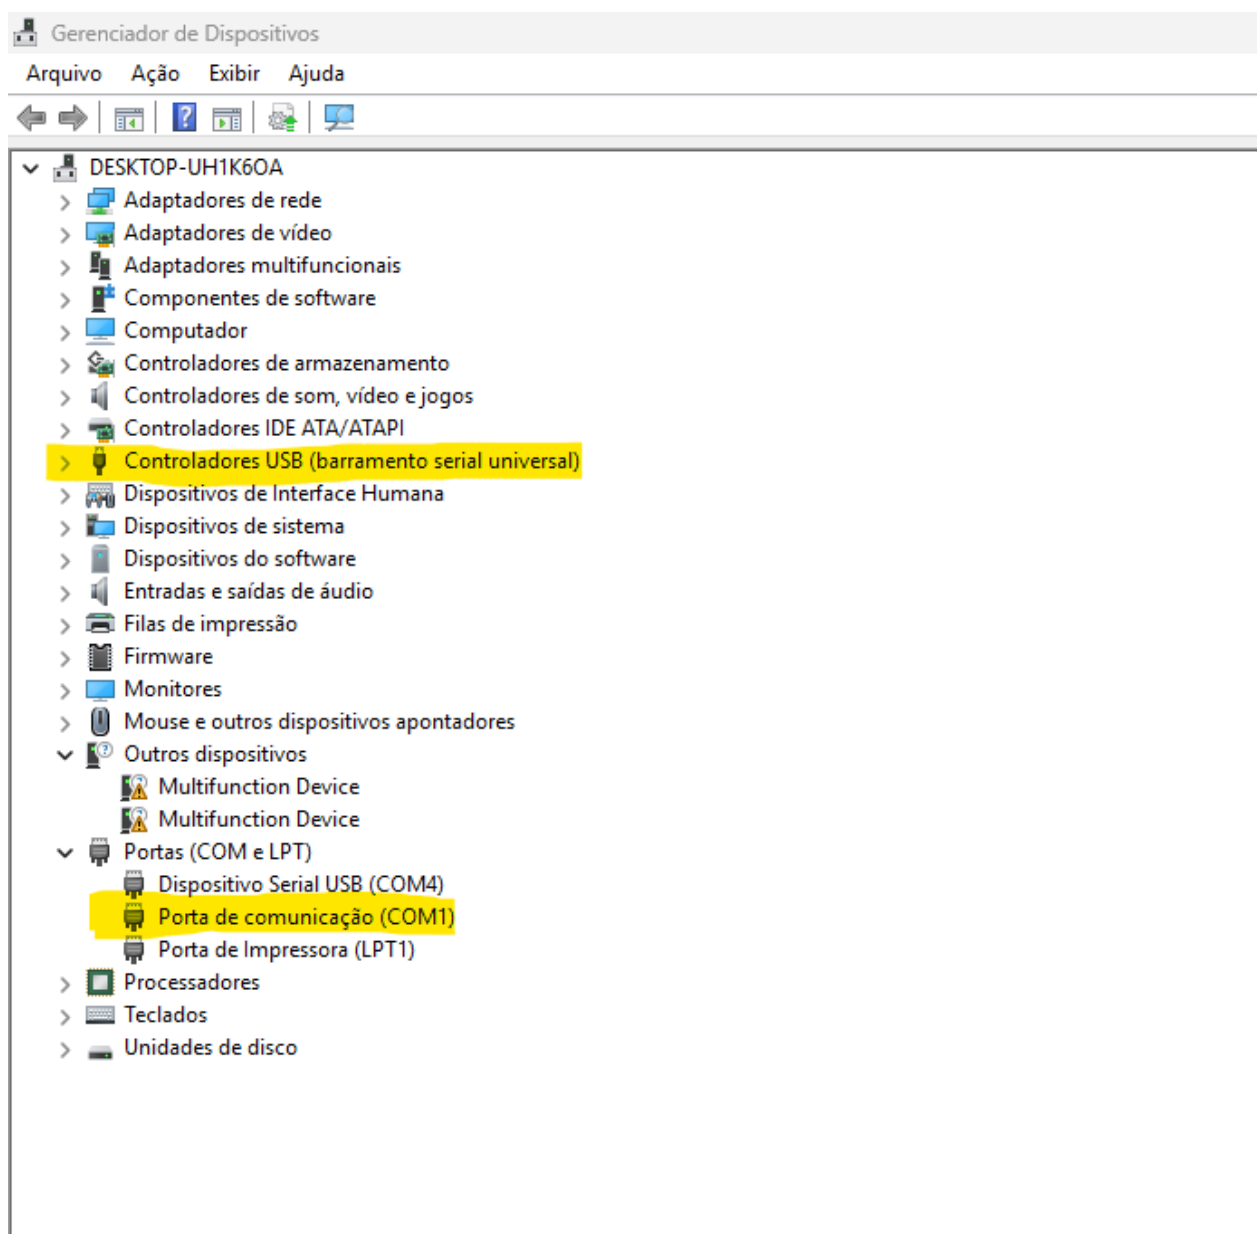 Gerenciador de Dispositivos
Arquivo Ação Exibir Ajuda
DESKTOP-UH1K6OA
Adaptadores de rede
Adaptadores de vídeo
Adaptadores multifuncionais
Componentes de software
Computador
Controladores de armazenamento
Controladores de som, vídeo e jogos
Controladores IDE ATA/ATAPI
Controladores USB (barramento serial universal)
Dispositivos de Interface Humana
Dispositivos de sistema
Dispositivos do software
Entradas e saídas de áudio
Filas de impressão
Firmware
Monitores
Mouse e outros dispositivos apontadores
Outros dispositivos
Multifunction Device
Multifunction Device
Portas (COM e LPT)
Dispositivo Serial USB (COM4)
Porta de comunicação (COM1)
Porta de Impressora (LPT1)
Processadores
Teclados
Unidades de disco